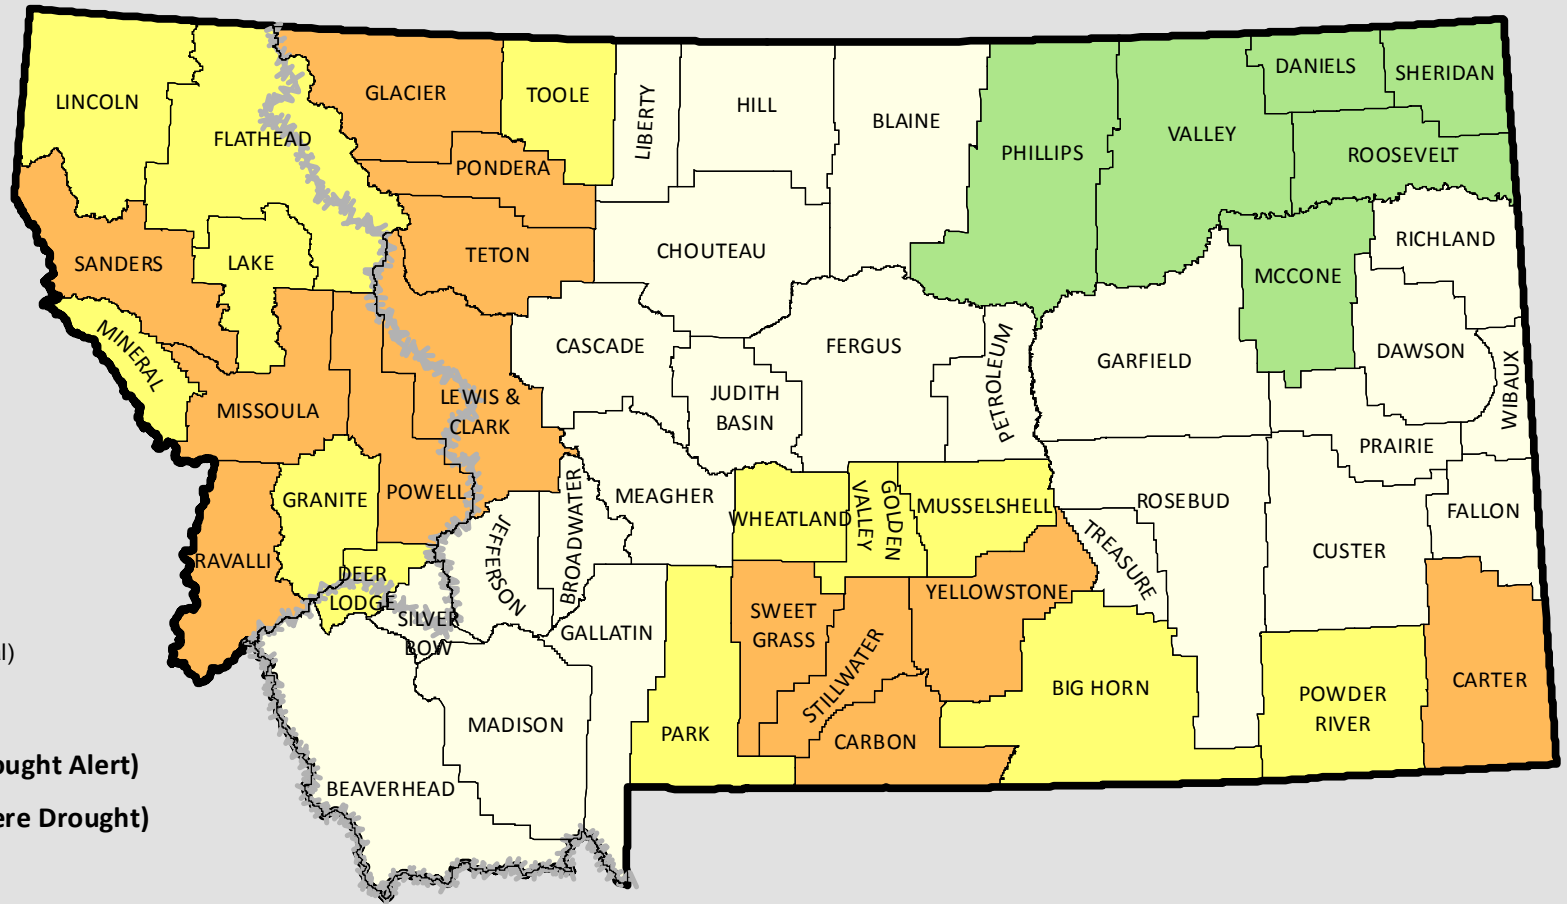 LINCOLN
FLATHEAD
GLACIER
TOOLE
LIBERTY
HILL
BLAINE
PHILLIPS
VALLEY
DANIELS
SHERIDAN
ROOSEVELT
PONDERA
TETON
CHOUTEAU
SANDERS
LAKE
MINERAL
MISSOULA
LEWIS &
CLARK
CASCADE
JUDITH
BASIN
FERGUS
PETROLEUM
GARFIELD
MCCONE
RICHLAND
DAWSON
WIBAUX
PRAIRIE
GRANITE
POWELL
RAVALLI
DEER
LODGE
SILVER
BOW
JEFFERSON
BROADWATER
MEAGHER
WHEATLAND
GOLDEN
VALLEY
MUSSELSHELL
ROSEBUD
TREASURE
CUSTER
FALLON
YELLOWSTONE
SWEET
GRASS
STILLWATER
GALLATIN
MADISON
BEAVERHEAD
PARK
CARBON
BIG HORN
POWDER
RIVER
CARTER
l)
ought Alert)
ere Drought)